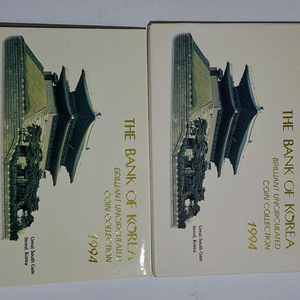 THE BANK OF KOREA
BRILLIANT UNCIRCULATED
COIN COLLECTION
1994
Great South Gate
Seoul, Korea
THE BANK OF KOREA
BRILLIANT UNCIRCULATED
COIN COLLECTION
1994
Great South Gate
Seoul, Korea